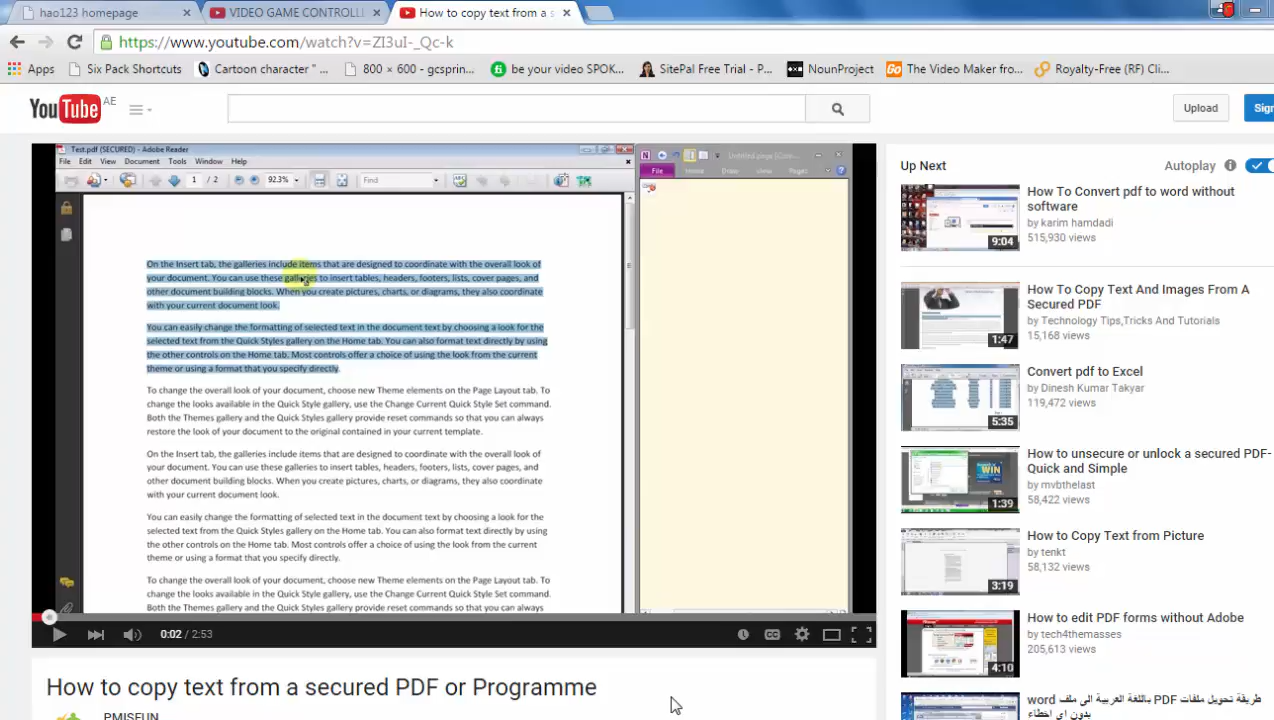 hao123 homepage
VIDEO GAME CONTROLL
How to copy text from a s
https://www.youtube.com/watch?v=ZI3uI-_Qc-k
Apps
Six Pack Shortcuts
Cartoon character " ...
800 × 600 - gcsprin...
be your video SPOK...
SitePal Free Trial - P...
NounProject
The Video Maker fro...
Royalty-Free (RF) Cli...
YouTube AE
Upload
Sign
Test.pdf (SECURED) - Adobe Reader
File Edit View Document Tools Window Help
1 / 2 92.3% Find
Untitled page
File Home Draw View Pages
On the Insert tab, the galleries include items that are designed to coordinate with the overall look of
your document. You can use these galleries to insert tables, headers, footers, lists, cover pages, and
other document building blocks. When you create pictures, charts, or diagrams, they also coordinate
with your current document look.
You can easily change the formatting of selected text in the document text by choosing a look for the
selected text from the Quick Styles gallery on the Home tab. You can also format text directly by using
the other controls on the Home tab. Most controls offer a choice of using the look from the current
theme or using a format that you specify directly.
To change the overall look of your document, choose new Theme elements on the Page Layout tab. To
change the looks available in the Quick Style gallery, use the Change Current Quick Style Set command.
Both the Themes gallery and the Quick Styles gallery provide reset commands so that you can always
restore the look of your document to the original contained in your current template.
On the Insert tab, the galleries include items that are designed to coordinate with the overall look of
your document. You can use these galleries to insert tables, headers, footers, lists, cover pages, and
other document building blocks. When you create pictures, charts, or diagrams, they also coordinate
with your current document look.
You can easily change the formatting of selected text in the document text by choosing a look for the
selected text from the Quick Styles gallery on the Home tab. You can also format text directly by using
the other controls on the Home tab. Most controls offer a choice of using the look from the current
theme or using a format that you specify directly.
To change the overall look of your document, choose new Theme elements on the Page Layout tab. To
change the looks available in the Quick Style gallery, use the Change Current Quick Style Set command.
Both the Themes gallery and the Quick Styles gallery provide reset commands so that you can always
0:02 / 2:53
CC
How to copy text from a secured PDF or Programme
PMISFUN
Up Next
Autoplay
How To Convert pdf to word without
software
by karim hamdadi
515,930 views
9:04
How To Copy Text And Images From A
Secured PDF
by Technology Tips,Tricks And Tutorials
15,168 views
1:47
Convert pdf to Excel
by Dinesh Kumar Takyar
119,472 views
5:35
How to unsecure or unlock a secured PDF-
Quick and Simple
by mvbthelast
58,422 views
1:39
How to Copy Text from Picture
by tenkt
58,132 views
3:19
How to edit PDF forms without Adobe
by tech4themasses
205,613 views
4:10
طريقة تحويل ملفات PDF باللغة العربية الى ملف word
بدون اي اخطاء